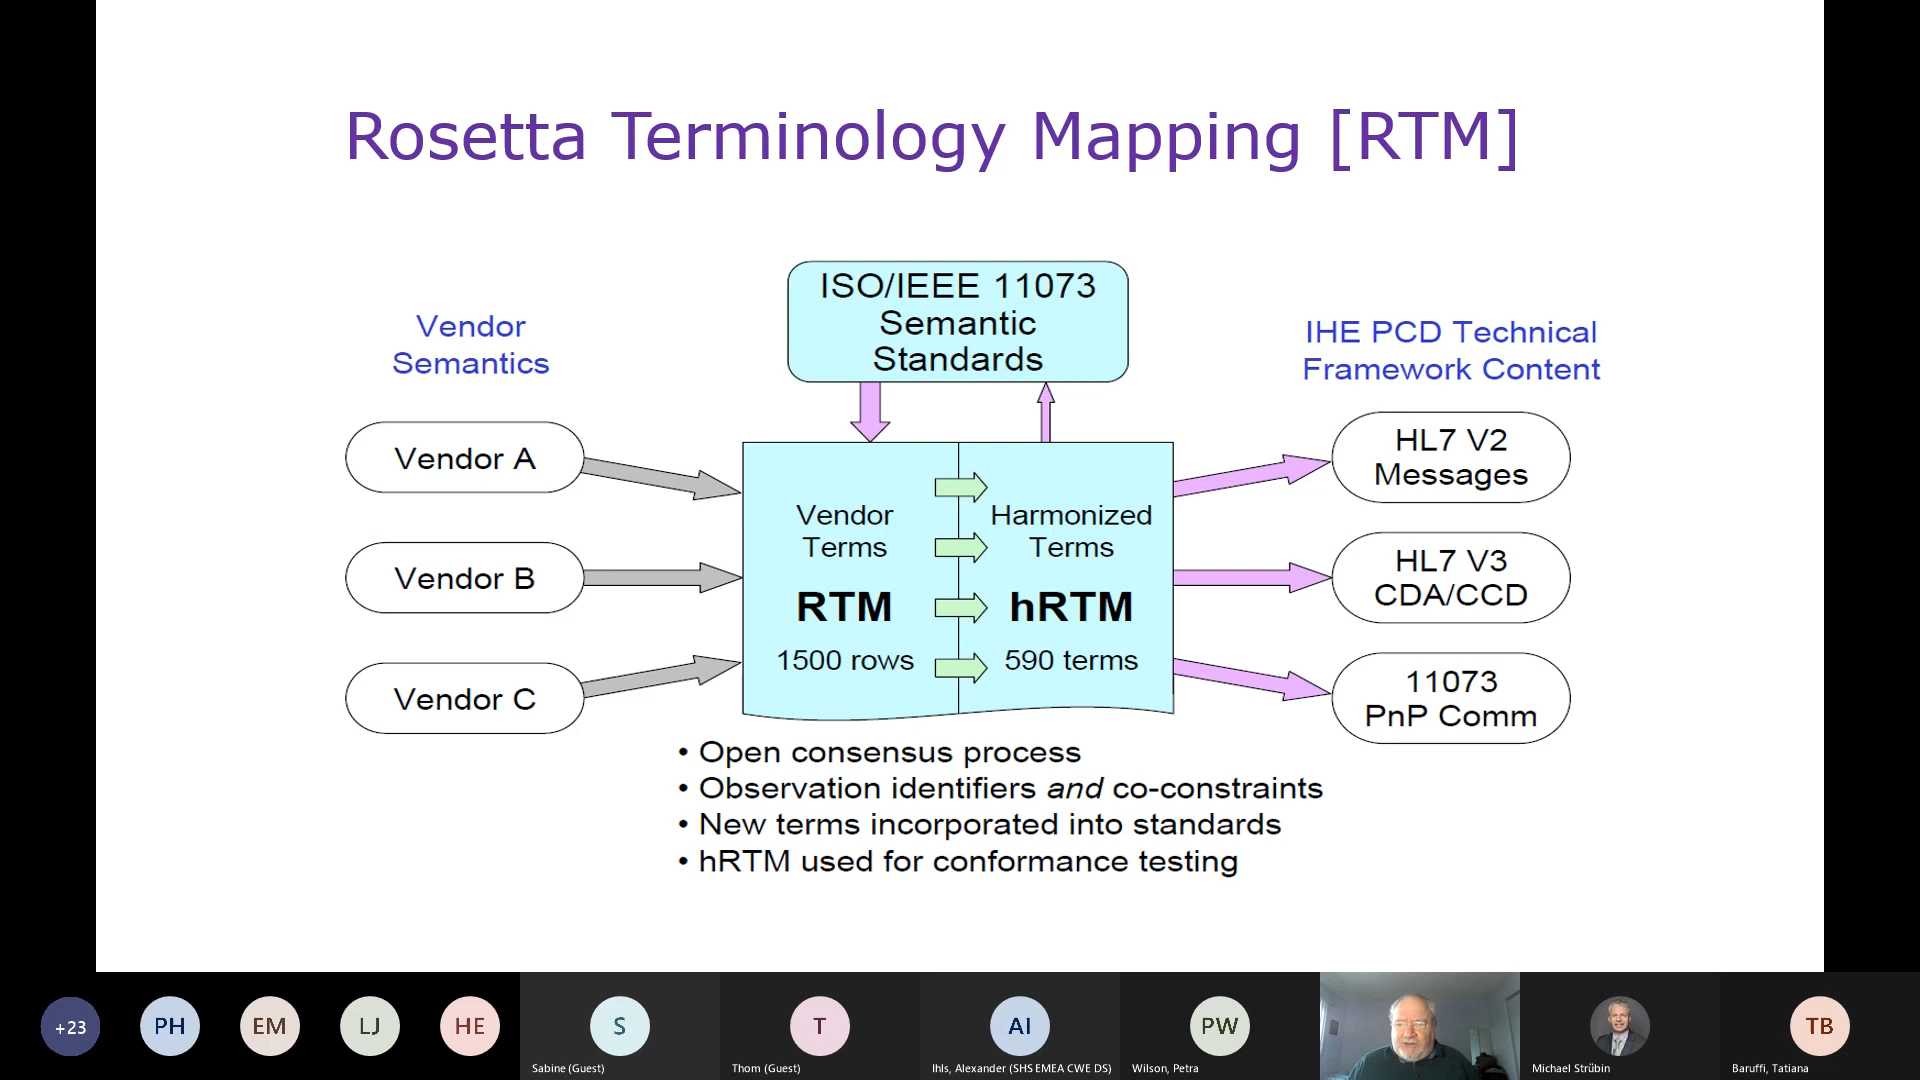 Rosetta Terminology Mapping [RTM]
ISO/IEEE 11073
Semantic
Standards
Vendor
Semantics
IHE PCD Technical
Framework Content
Vendor A
Vendor B
Vendor C
Vendor
Terms
RTM
1500 rows
Harmonized
Terms
hRTM
590 terms
HL7 V2
Messages
HL7 V3
CDA/CCD
11073
PnP Comm
• Open consensus process
• Observation identifiers and co-constraints
• New terms incorporated into standards
• hRTM used for conformance testing
+23
PH
EM
LJ
HE
S
Sabine (Guest)
T
Thom (Guest)
AI
Ihls, Alexander (SHS EMEA CWE DS)
PW
Wilson, Petra
Michael Strübin
TB
Baruffi, Tatiana